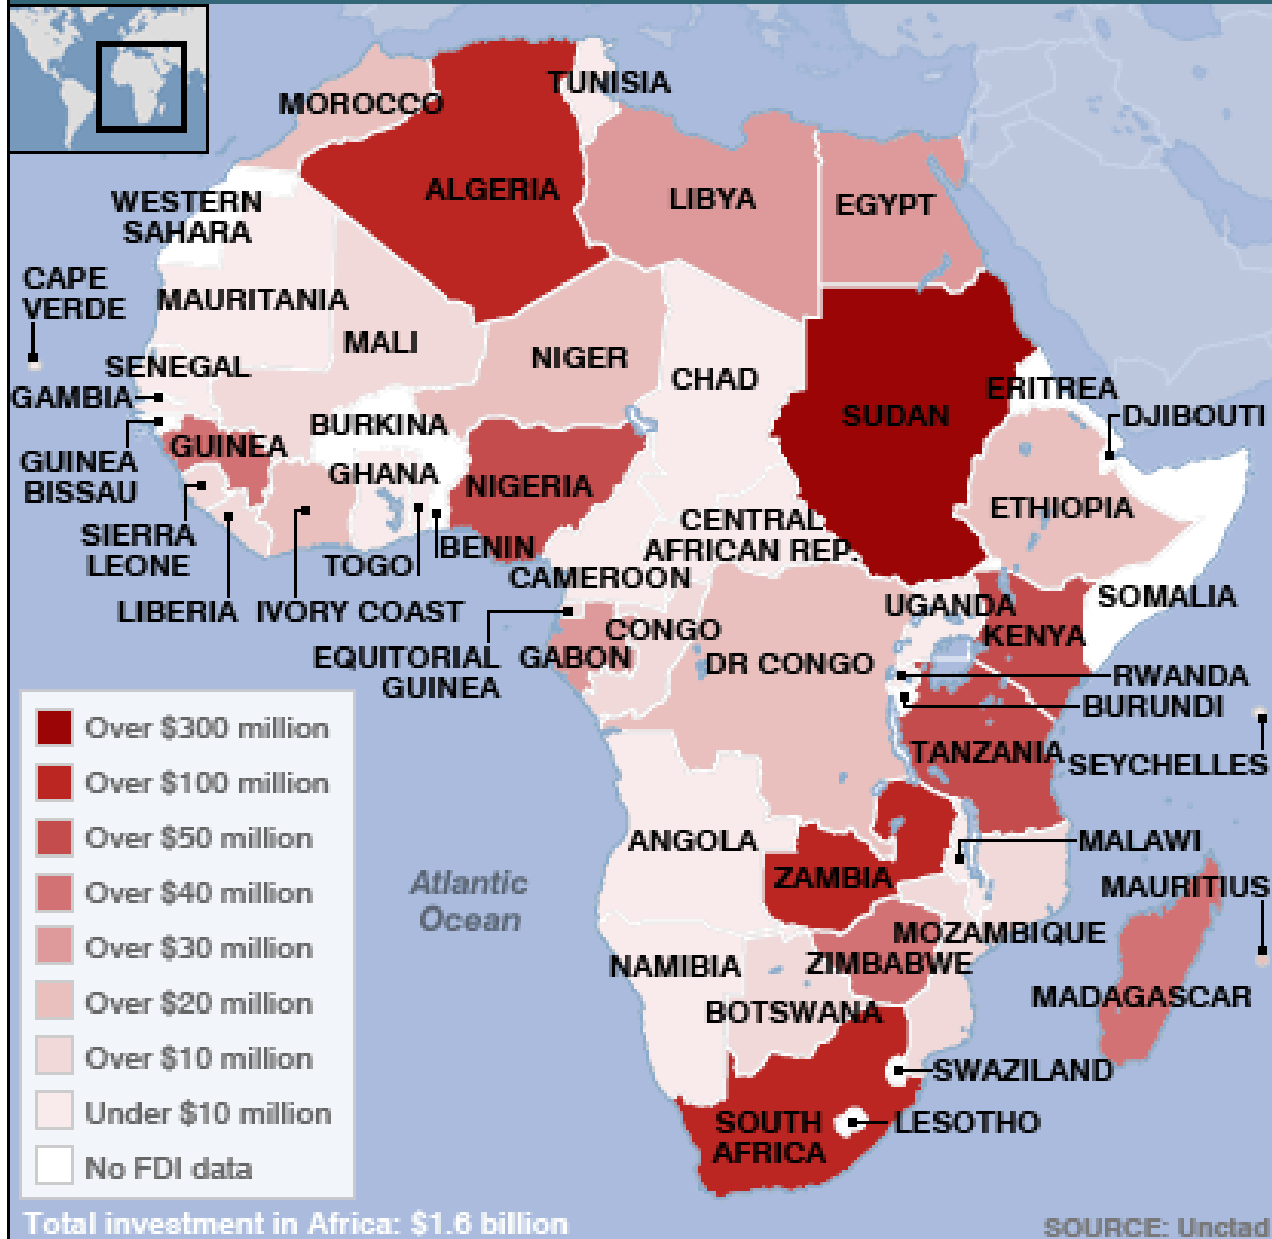 TUNISIA
MOROCCO
ALGERIA
LIBYA
EGYPT
WESTERN
SAHARA
CAPE
VERDE
MAURITANIA
MALI
NIGER
CHAD
SUDAN
ERITREA
DJIBOUTI
SENEGAL
GAMBIA
GUINEA
BURKINA
GHANA
NIGERIA
GUINEA
BISSAU
ETHIOPIA
SIERRA
LEONE
CENTRAL
AFRICAN REP.
TOGO
BENIN
CAMEROON
LIBERIA
IVORY COAST
UGANDA
SOMALIA
KENYA
EQUITORIAL
GUINEA
GABON
CONGO
DR CONGO
RWANDA
BURUNDI
TANZANIA
SEYCHELLES
ANGOLA
ZAMBIA
MALAWI
MAURITIUS
Atlantic
Ocean
MOZAMBIQUE
NAMIBIA
ZIMBABWE
MADAGASCAR
BOTSWANA
SWAZILAND
SOUTH
AFRICA
LESOTHO
Over $300 million
Over $100 million
Over $50 million
Over $40 million
Over $30 million
Over $20 million
Over $10 million
Under $10 million
No FDI data
Total investment in Africa: $1.6 billion
SOURCE: Unctad